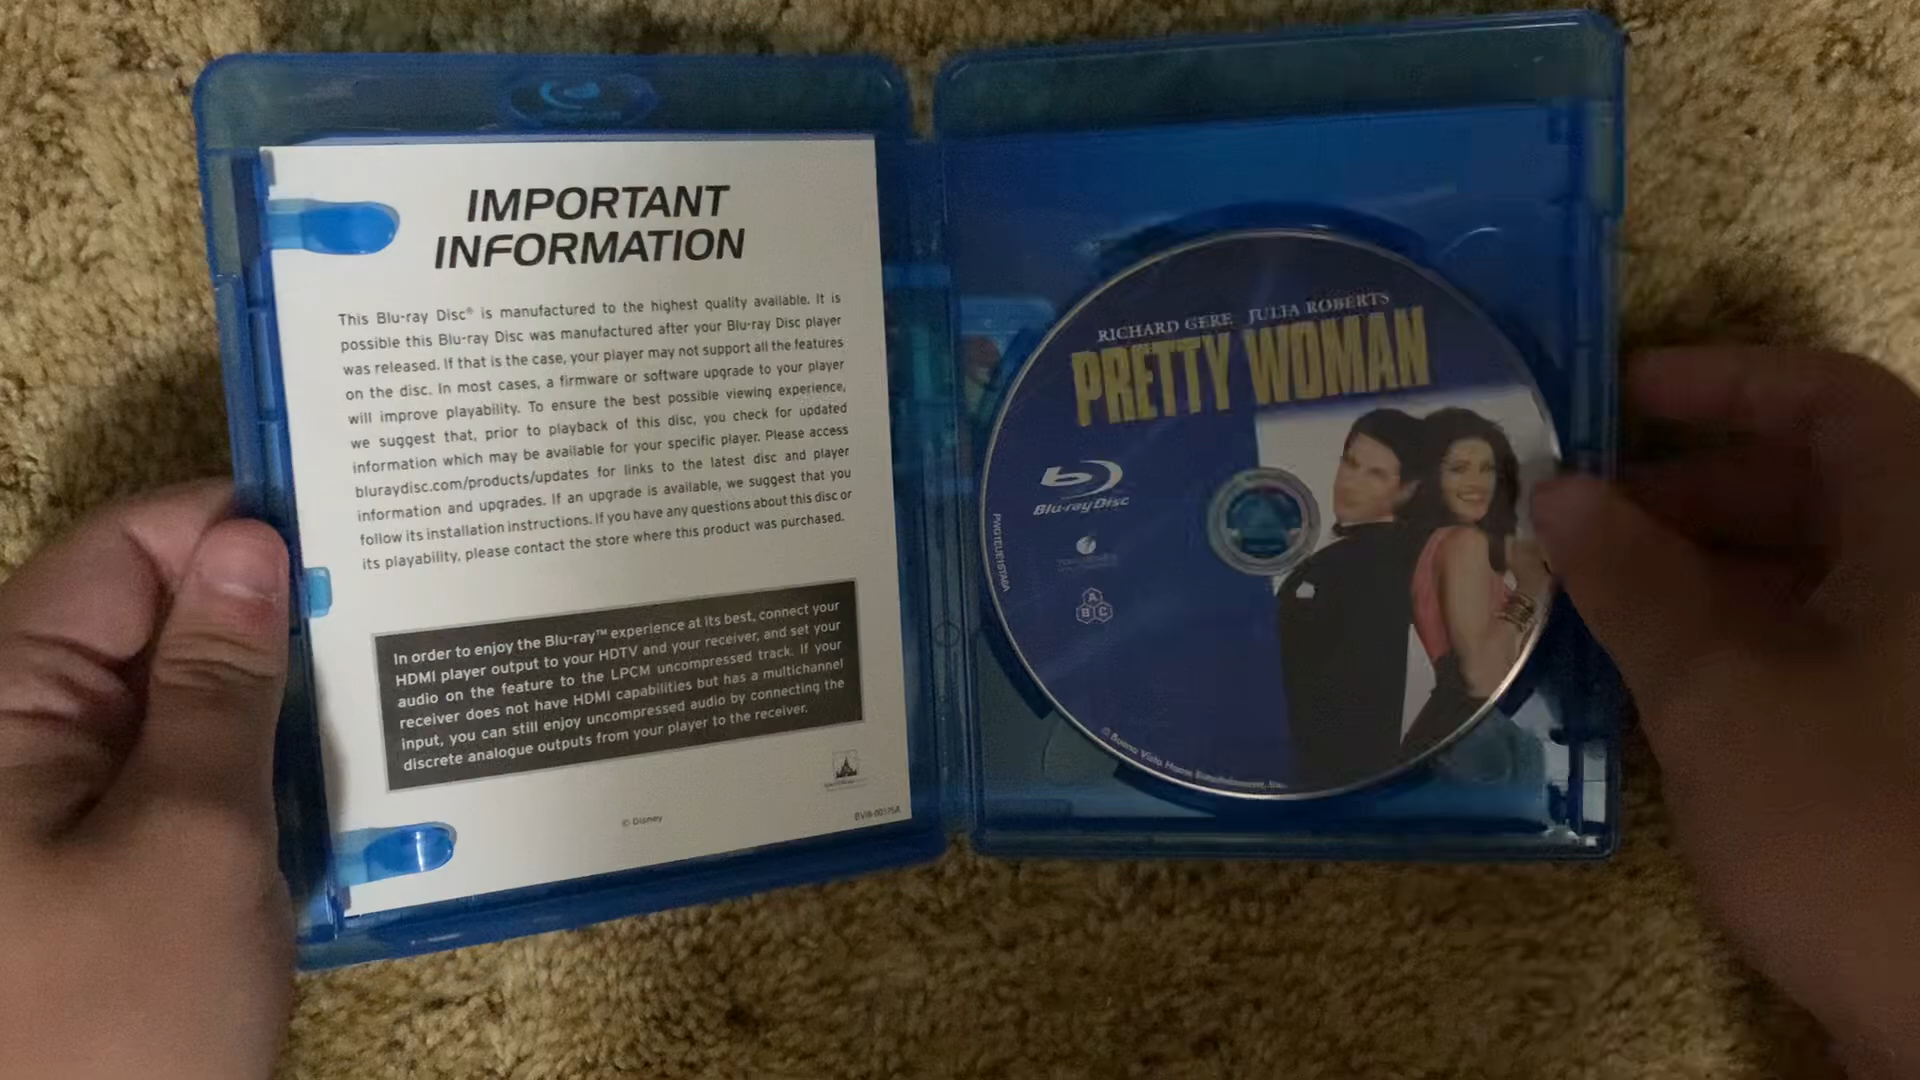 IMPORTANT
INFORMATION
This Blu-ray Disc® is manufactured to the highest quality available. It is
possible this Blu-ray Disc was manufactured after your Blu-ray Disc player
was released. If that is the case, your player may not support all the features
on the disc. In most cases, a firmware or software upgrade to your player
will improve playability. To ensure the best possible viewing experience,
we suggest that, prior to playback of this disc, you check for updated
information which may be available for your specific player. Please access
bluraydisc.com/products/updates for links to the latest disc and player
information and upgrades. If an upgrade is available, we suggest that you
follow its installation instructions. If you have any questions about this disc or
its playability, please contact the store where this product was purchased.
In order to enjoy the Blu-ray™ experience at its best, connect your
HDMI player output to your HDTV and your receiver, and set your
audio on the feature to the LPCM uncompressed track. If your
receiver does not have HDMI capabilities but has a multichannel
input, you can still enjoy uncompressed audio by connecting the
discrete analogue outputs from your player to the receiver.
© Disney
RICHARD GERE JULIA ROBERTS
PRETTY WOMAN
Blu-ray Disc
A
B C
© Buena Vista Home Entertainment, Inc.